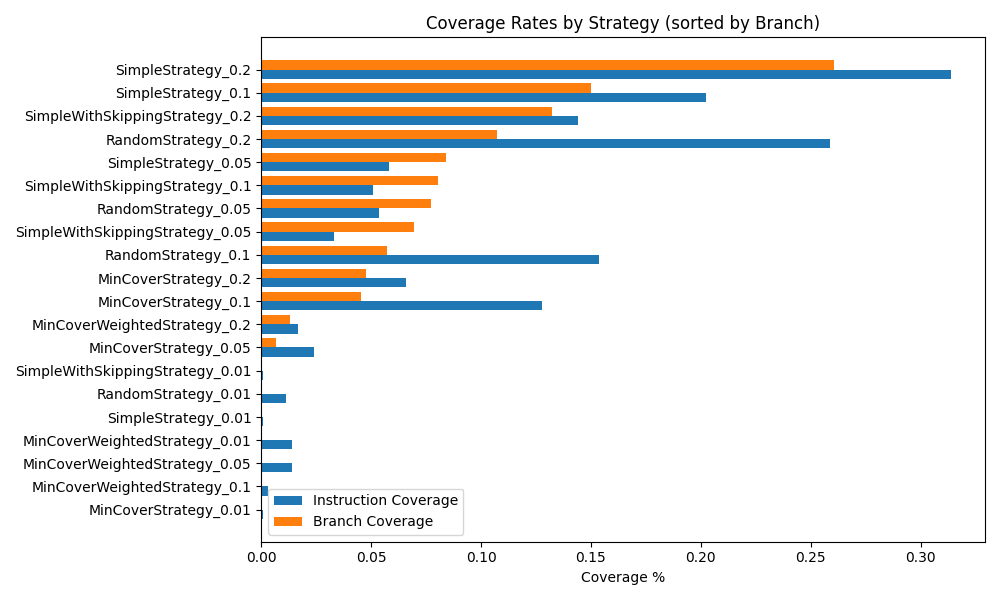 Coverage Rates by Strategy (sorted by Branch)
SimpleStrategy_0.2
SimpleStrategy_0.1
SimpleWithSkippingStrategy_0.2
RandomStrategy_0.2
SimpleStrategy_0.05
SimpleWithSkippingStrategy_0.1
RandomStrategy_0.05
SimpleWithSkippingStrategy_0.05
RandomStrategy_0.1
MinCoverStrategy_0.2
MinCoverStrategy_0.1
MinCoverWeightedStrategy_0.2
MinCoverStrategy_0.05
SimpleWithSkippingStrategy_0.01
RandomStrategy_0.01
SimpleStrategy_0.01
MinCoverWeightedStrategy_0.01
MinCoverWeightedStrategy_0.05
MinCoverWeightedStrategy_0.1
MinCoverStrategy_0.01
Instruction Coverage
Branch Coverage
0.00 0.05 0.10 0.15 0.20 0.25 0.30
Coverage %